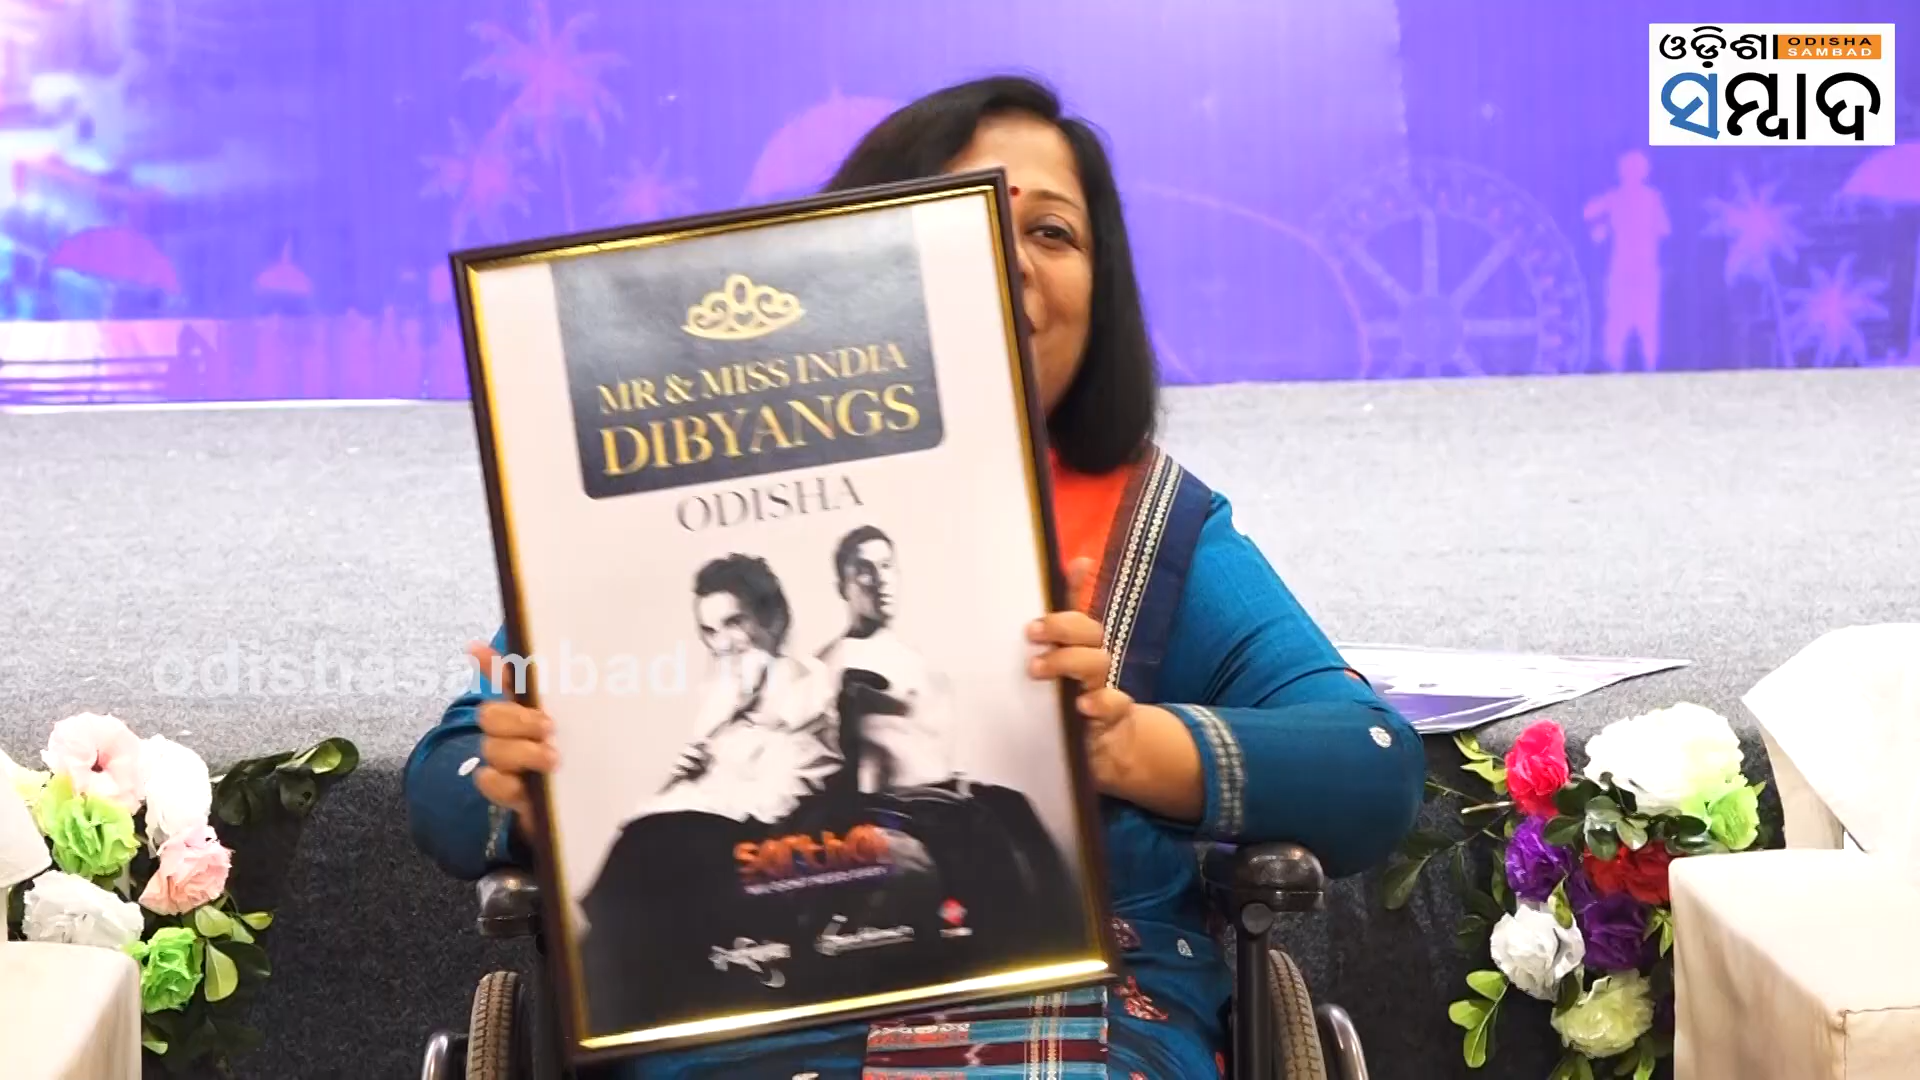 ଓଡ଼ିଶା ODISHA
SAMBAD
ସମ୍ବାଦ
MR & MISS INDIA
DIBYANGS
ODISHA
odishasambad.in